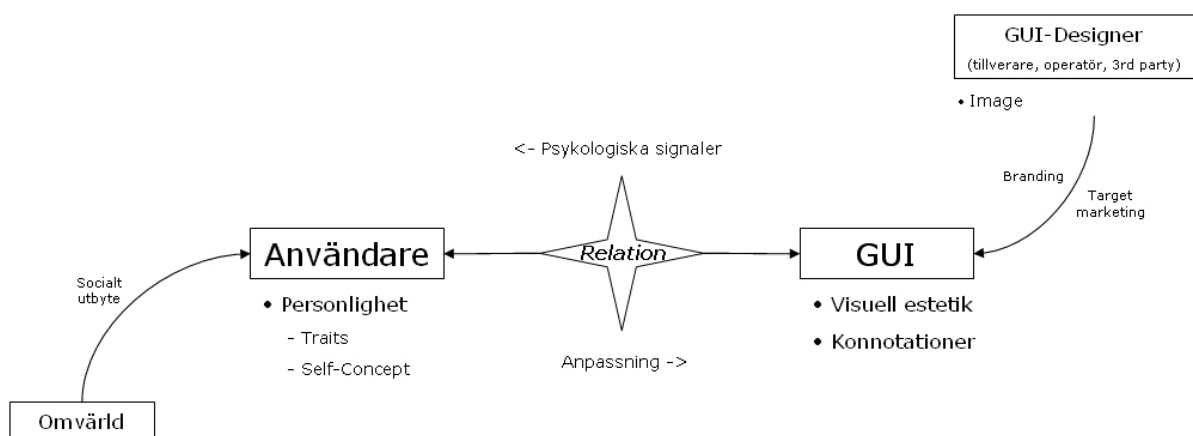 GUI-Designer
(tillverare, operatör, 3rd party)
• Image
<- Psykologiska signaler
Branding
Target
marketing
Användare
Relation
GUI
Socialt
utbyte
• Personlighet
- Traits
- Self-Concept
• Visuell estetik
• Konnotationer
Anpassning ->
Omvärld